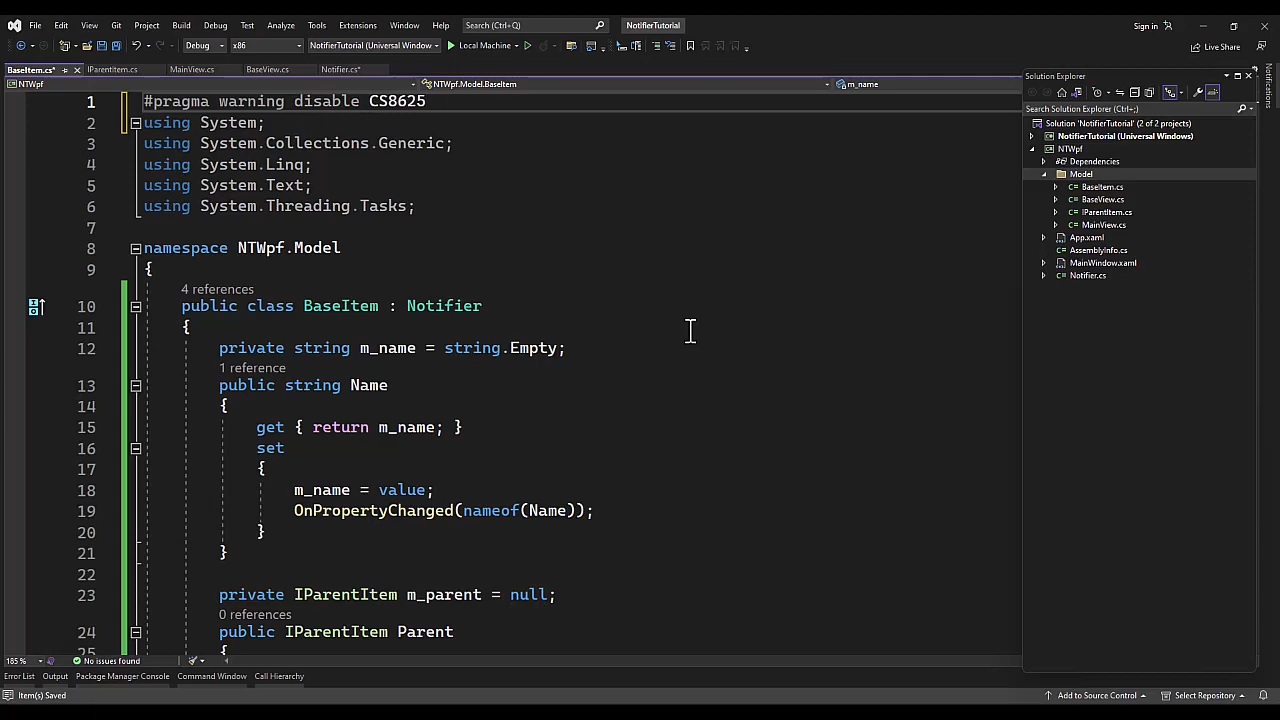 File Edit View Git Project Build Debug Test Analyze Tools Extensions Window Help Search (Ctrl+Q) NotifierTutorial Sign in
Debug x86 NotifierTutorial (Universal Window Local Machine Live Share
BaseItem.cs* IParentItem.cs MainView.cs BaseView.cs Notifier.cs*
NTWpf NTWpf.Model.BaseItem m_name
1 #pragma warning disable CS8625
2 using System;
3 using System.Collections.Generic;
4 using System.Linq;
5 using System.Text;
6 using System.Threading.Tasks;
7
8 namespace NTWpf.Model
9 {
4 references
10 public class BaseItem : Notifier
11 {
12 private string m_name = string.Empty;
1 reference
13 public string Name
14 {
15 get { return m_name; }
16 set
17 {
18 m_name = value;
19 OnPropertyChanged(nameof(Name));
20 }
21 }
22
23 private IParentItem m_parent = null;
0 references
24 public IParentItem Parent
25 {
Solution Explorer
Search Solution Explorer (Ctrl+;)
Solution 'NotifierTutorial' (2 of 2 projects)
NotifierTutorial (Universal Windows)
NTWpf
Dependencies
Model
BaseItem.cs
BaseView.cs
IParentItem.cs
MainView.cs
App.xaml
AssemblyInfo.cs
MainWindow.xaml
Notifier.cs
Notifications
185 % No issues found
Error List Output Package Manager Console Command Window Call Hierarchy
Item(s) Saved Add to Source Control Select Repository